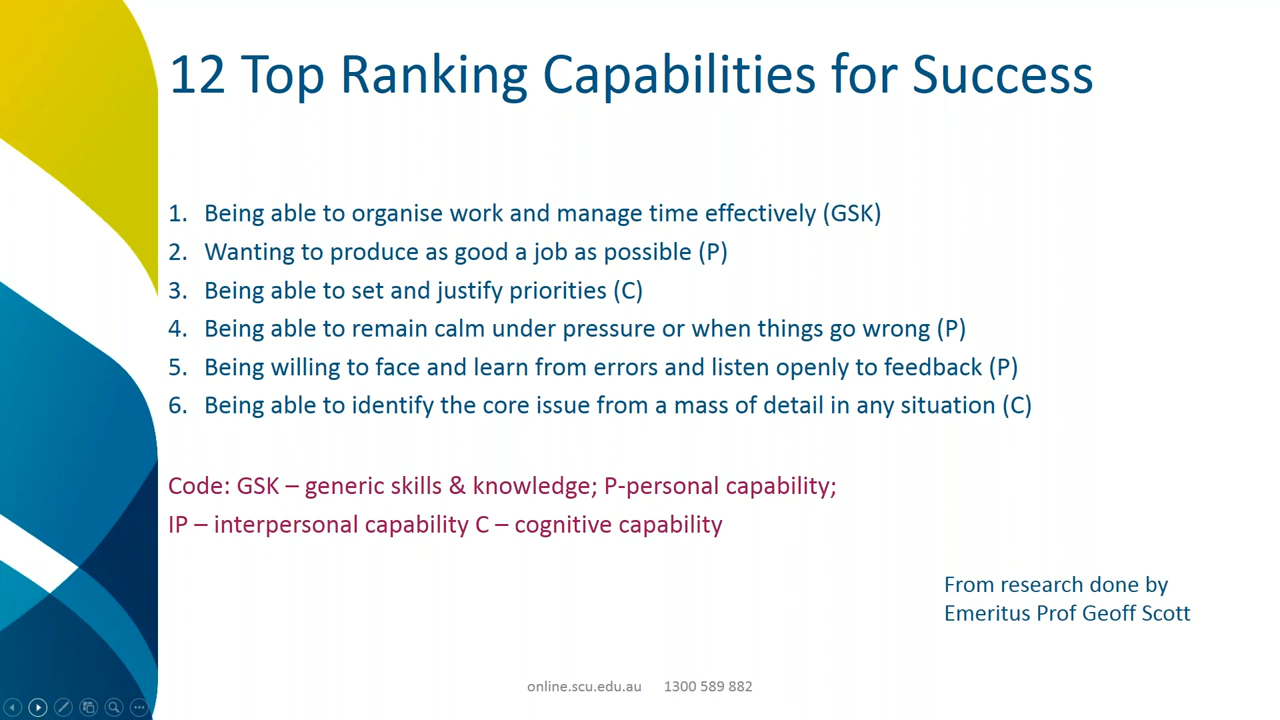 12 Top Ranking Capabilities for Success
1. Being able to organise work and manage time effectively (GSK)
2. Wanting to produce as good a job as possible (P)
3. Being able to set and justify priorities (C)
4. Being able to remain calm under pressure or when things go wrong (P)
5. Being willing to face and learn from errors and listen openly to feedback (P)
6. Being able to identify the core issue from a mass of detail in any situation (C)
Code: GSK – generic skills & knowledge; P-personal capability;
IP – interpersonal capability C – cognitive capability
From research done by
Emeritus Prof Geoff Scott
online.scu.edu.au 1300 589 882